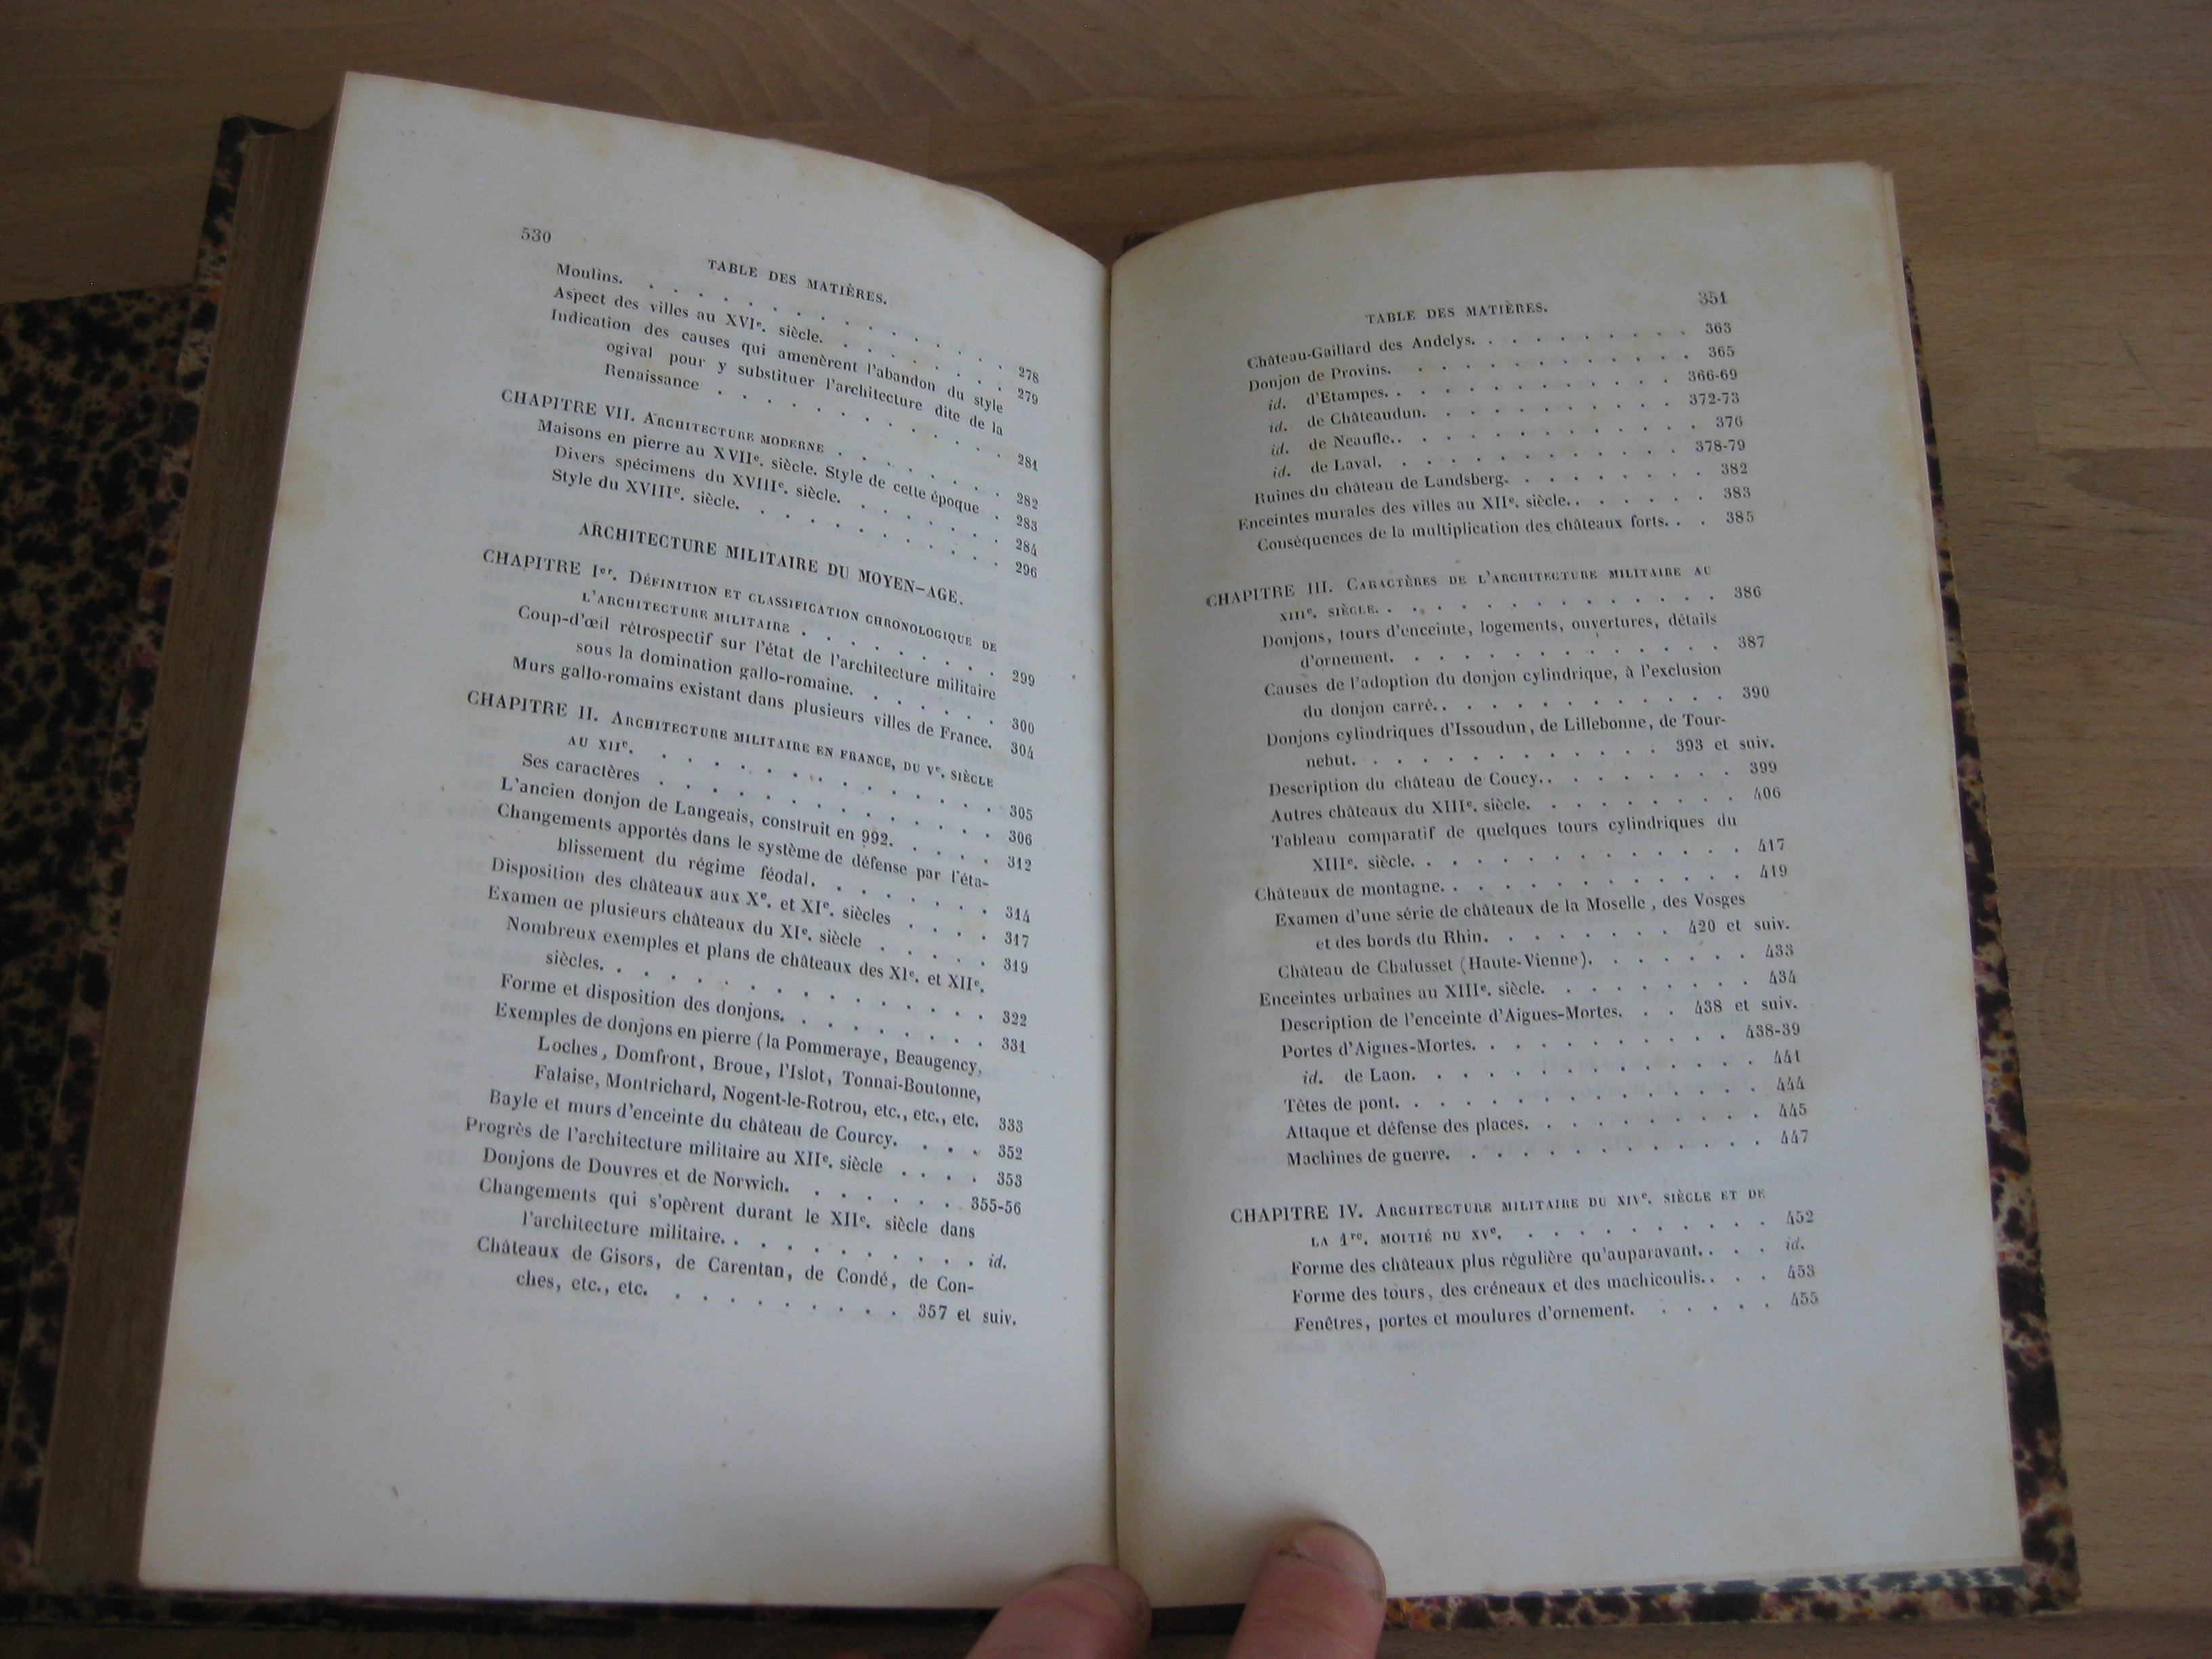 530
TABLE DES MATIÈRES.
Moulins. . . . . . . . . . . . . 278
Aspect des villes au XVIe. siècle. . . . . . . . 279
Indication des causes qui amenèrent l'abandon du style
ogival pour y substituer l'architecture dite de la
Renaissance . . . . . . . . . . . 281
CHAPITRE VII. ARCHITECTURE MODERNE . . . . . . . 282
Maisons en pierre au XVIIe. siècle. Style de cette époque . 283
Divers spécimens du XVIIIe. siècle. . . . . . . 284
Style du XVIIIe. siècle. . . . . . . . . . . 296
ARCHITECTURE MILITAIRE DU MOYEN-AGE.
CHAPITRE Ier. DÉFINITION ET CLASSIFICATION CHRONOLOGIQUE DE
L'ARCHITECTURE MILITAIRE . . . . . . . . 299
Coup-d'œil rétrospectif sur l'état de l'architecture militaire
sous la domination gallo-romaine. . . . . . . 300
Murs gallo-romains existant dans plusieurs villes de France. 304
CHAPITRE II. ARCHITECTURE MILITAIRE EN FRANCE, DU Ve. SIÈCLE
AU XIIe. . . . . . . . . . . . . . . 305
Ses caractères . . . . . . . . . . . . . 306
L'ancien donjon de Langeais, construit en 992. . . . . 312
Changements apportés dans le système de défense par l'éta-
blissement du régime féodal. . . . . . . . 314
Disposition des châteaux aux Xe. et XIe. siècles . . . . 317
Examen de plusieurs châteaux du XIe. siècle . . . . . 319
Nombreux exemples et plans de châteaux des XIe. et XIIe.
siècles. . . . . . . . . . . . . . . . 322
Forme et disposition des donjons. . . . . . . . . 331
Exemples de donjons en pierre (la Pommeraye, Beaugency,
Loches, Domfront, Broue, l'Islot, Tonnai-Boutonne,
Falaise, Montrichard, Nogent-le-Rotrou, etc., etc., etc. 333
Bayle et murs d'enceinte du château de Courcy. . . . 352
Progrès de l'architecture militaire au XIIe. siècle . . . . 353
Donjons de Douvres et de Norwich. . . . . . . 355-56
Changements qui s'opèrent durant le XIIe. siècle dans
l'architecture militaire. . . . . . . . . . . id.
Châteaux de Gisors, de Carentan, de Condé, de Con-
ches, etc., etc. . . . . . . . . . . 357 et suiv.
TABLE DES MATIÈRES.
351
Château-Gaillard des Andelys. . . . . . . . . . 363
Donjon de Provins. . . . . . . . . . . . . 365
id. d'Etampes. . . . . . . . . . . . . 366-69
id. de Châteaudun. . . . . . . . . . . 372-73
id. de Neaufle. . . . . . . . . . . . . . 376
id. de Laval. . . . . . . . . . . . . 378-79
Ruines du château de Landsberg. . . . . . . . . 382
Enceintes murales des villes au XIIe. siècle. . . . . . . 383
Conséquences de la multiplication des châteaux forts. . . 385
CHAPITRE III. CARACTÈRES DE L'ARCHITECTURE MILITAIRE AU
XIIIe. SIÈCLE. . . . . . . . . . . . . . . 386
Donjons, tours d'enceinte, logements, ouvertures, détails
d'ornement. . . . . . . . . . . . . . 387
Causes de l'adoption du donjon cylindrique, à l'exclusion
du donjon carré. . . . . . . . . . . . . 390
Donjons cylindriques d'Issoudun, de Lillebonne, de Tour-
nebut. . . . . . . . . . . . . 393 et suiv.
Description du château de Coucy. . . . . . . . . 399
Autres châteaux du XIIIe. siècle. . . . . . . . . 406
Tableau comparatif de quelques tours cylindriques du
XIIIe. siècle. . . . . . . . . . . . . . 417
Châteaux de montagne. . . . . . . . . . . . . 419
Examen d'une série de châteaux de la Moselle, des Vosges
et des bords du Rhin. . . . . . . . 420 et suiv.
Château de Chalusset (Haute-Vienne). . . . . . . 433
Enceintes urbaines au XIIIe. siècle. . . . . . . . . 434
Description de l'enceinte d'Aigues-Mortes. . . 438 et suiv.
Portes d'Aigues-Mortes. . . . . . . . . . . 438-39
id. de Laon. . . . . . . . . . . . . . 441
Têtes de pont. . . . . . . . . . . . . . . 444
Attaque et défense des places. . . . . . . . . . 445
Machines de guerre. . . . . . . . . . . . . 447
CHAPITRE IV. ARCHITECTURE MILITAIRE DU XIVe. SIÈCLE ET DE
LA 1re. MOITIÉ DU XVe. . . . . . . . . . . 452
Forme des châteaux plus régulière qu'auparavant. . . . id.
Forme des tours, des créneaux et des machicoulis. . . . 453
Fenêtres, portes et moulures d'ornement. . . . . . 455